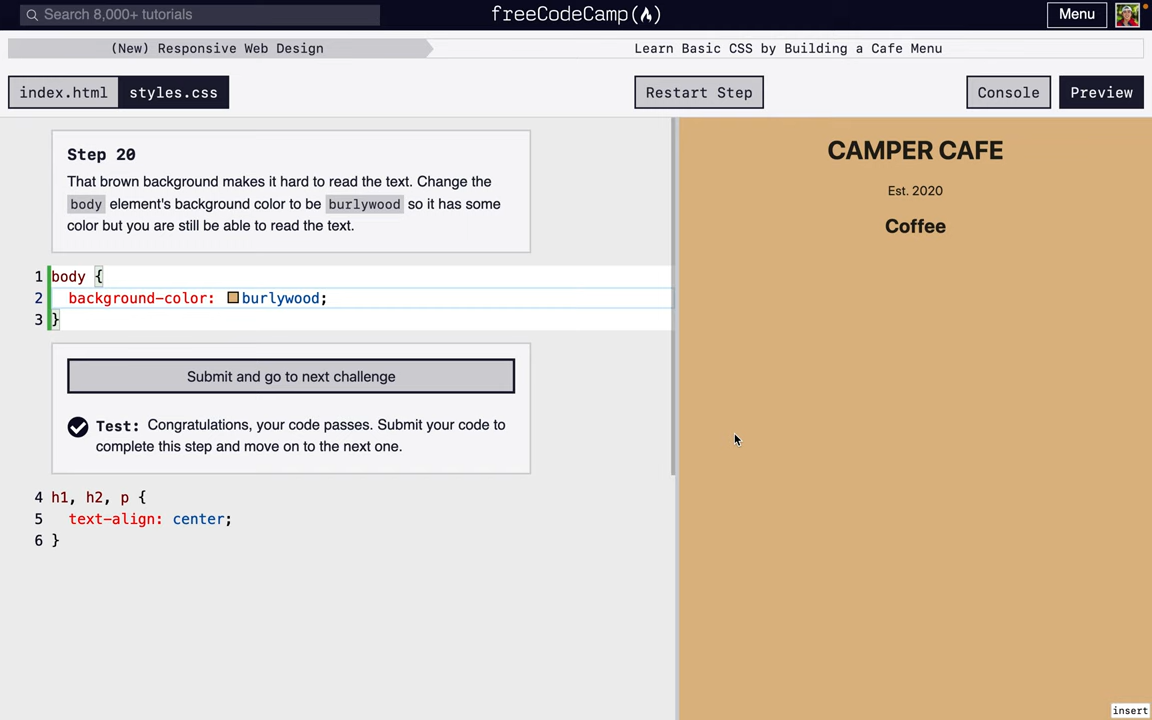 Search 8,000+ tutorials
freeCodeCamp
Menu
(New) Responsive Web Design
Learn Basic CSS by Building a Cafe Menu
index.html
styles.css
Restart Step
Console
Preview
Step 20
That brown background makes it hard to read the text. Change the
body element's background color to be burlywood so it has some
color but you are still be able to read the text.
1 body {
2 background-color: burlywood;
3 }
Submit and go to next challenge
Test: Congratulations, your code passes. Submit your code to
complete this step and move on to the next one.
4 h1, h2, p {
5 text-align: center;
6 }
CAMPER CAFE
Est. 2020
Coffee
insert